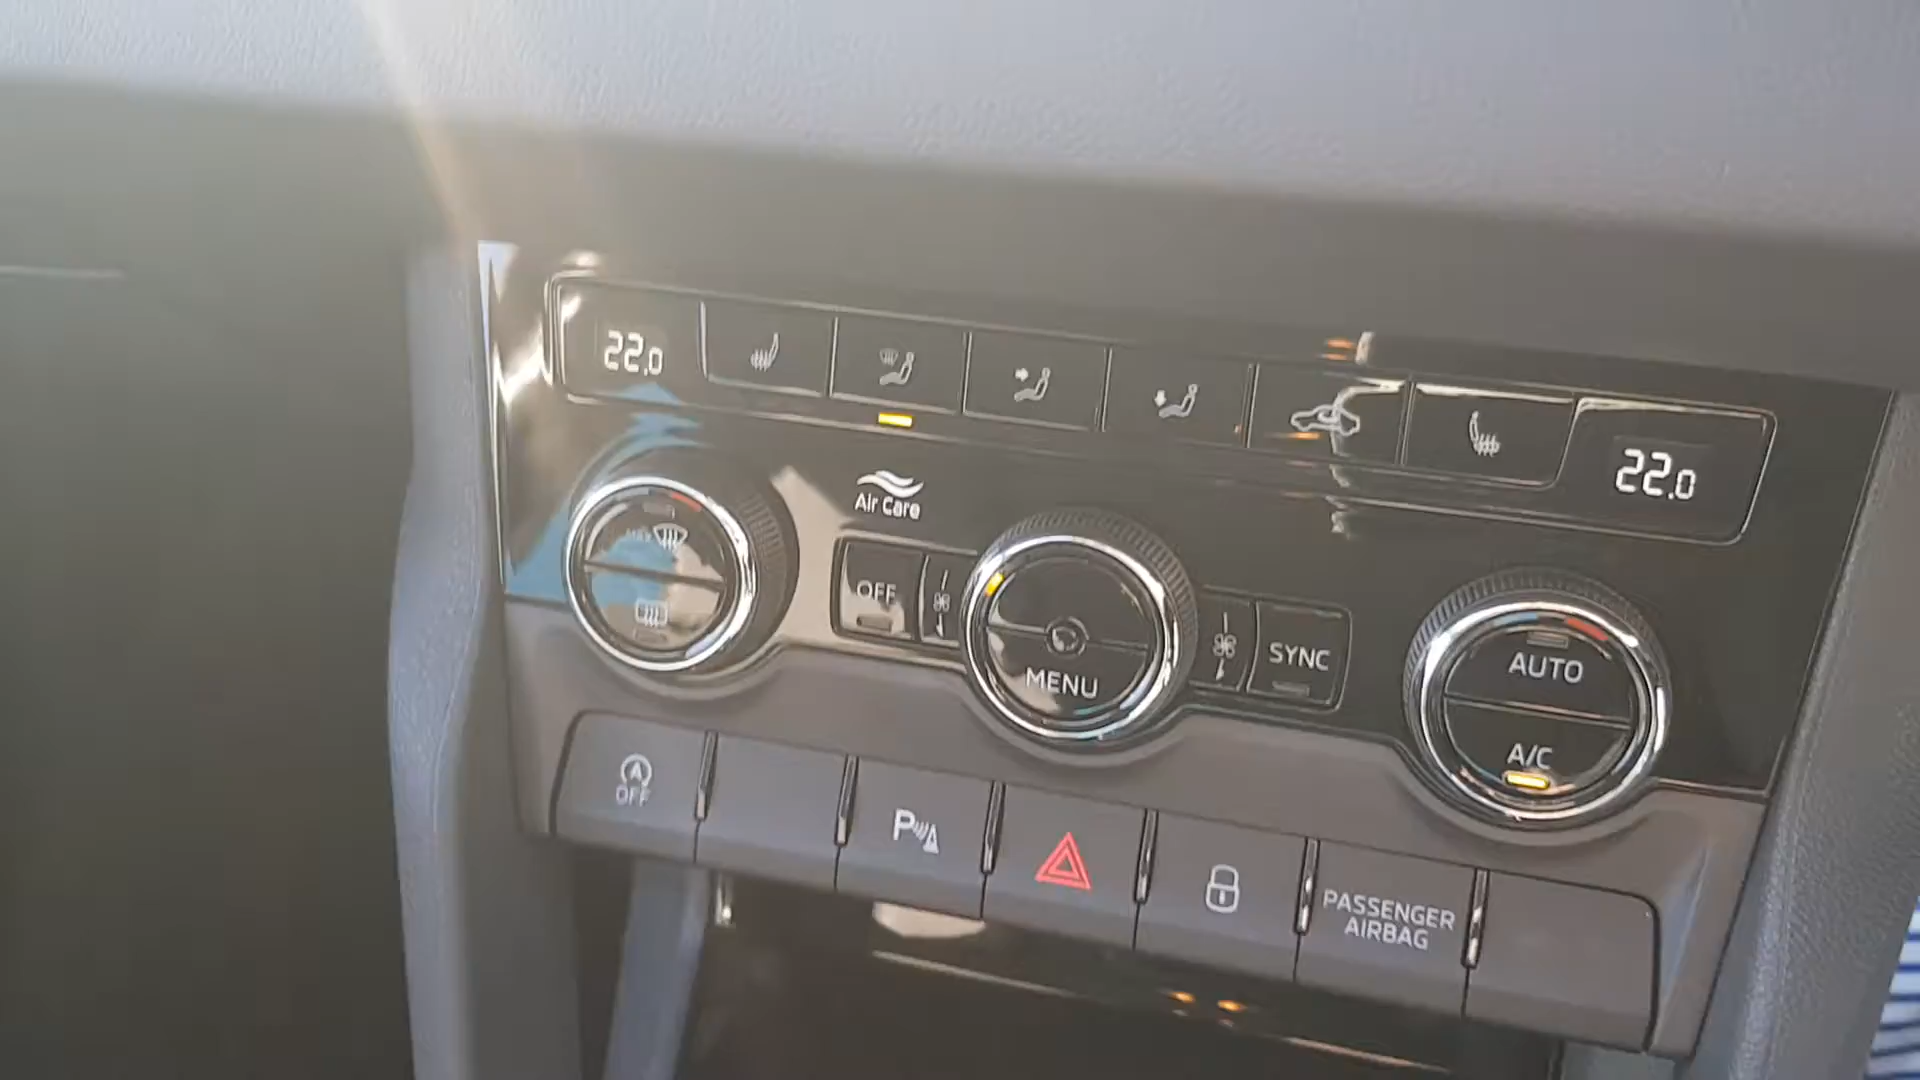 22.0
22.0
Air Care
OFF
MENU
SYNC
AUTO
A/C
A
OFF
P
PASSENGER
AIRBAG